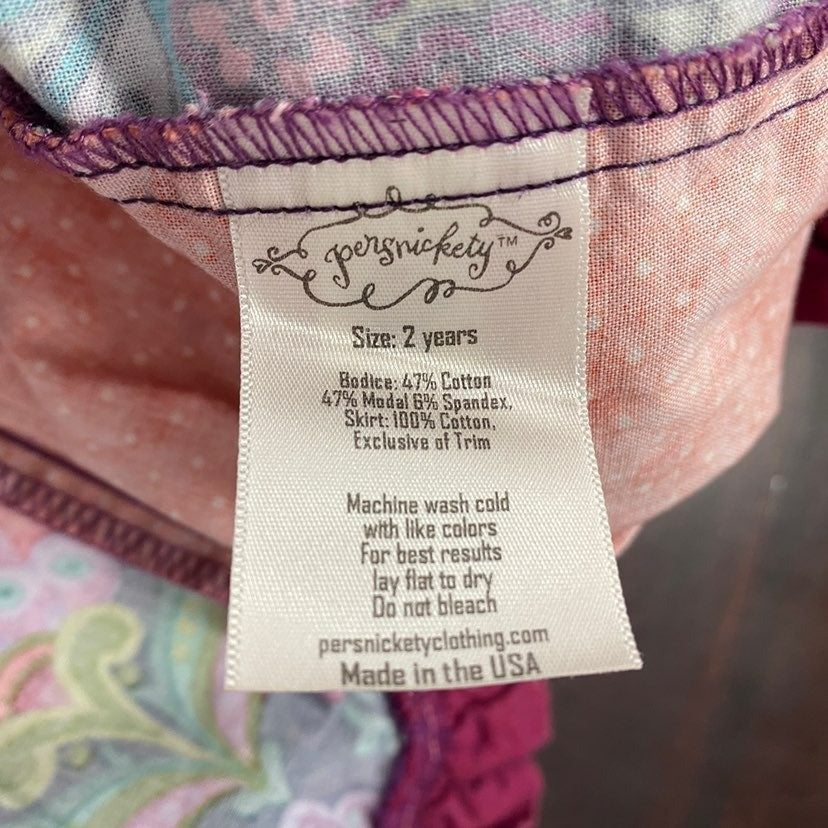 persnickety™
Size: 2 years
Bodice: 47% Cotton
47% Modal 6% Spandex,
Skirt: 100% Cotton,
Exclusive of Trim
Machine wash cold
with like colors
For best results
lay flat to dry
Do not bleach
persnicketyclothing.com
Made in the USA